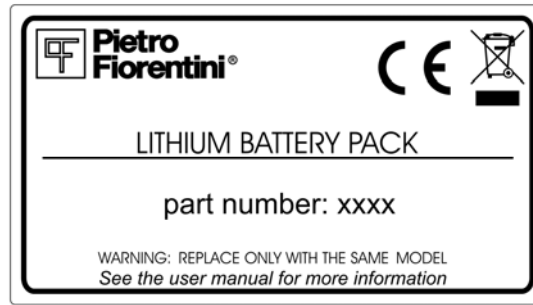 Pietro
Fiorentini®
CE
LITHIUM BATTERY PACK
part number: xxxx
WARNING: REPLACE ONLY WITH THE SAME MODEL
See the user manual for more information